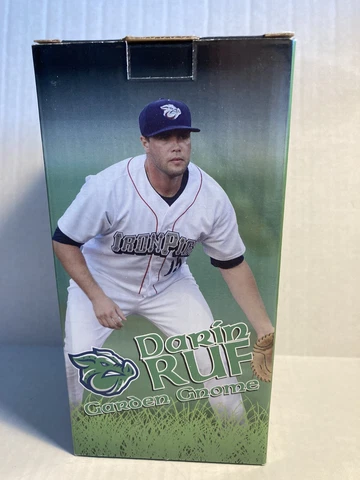 IRONPIGS
Darin
RUF
Garden Gnome